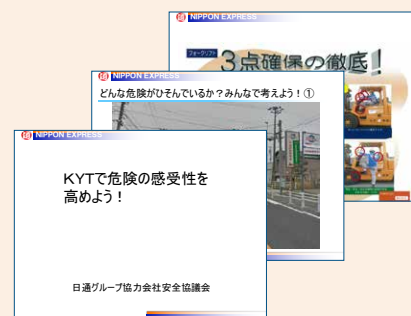 NIPPON EXPRESS
フォークリフト
3点確保の徹底!
NIPPON EXPRESS
どんな危険がひそんでいるか?みんなで考えよう!①
NIPPON EXPRESS
KYTで危険の感受性を
高めよう!
日通グループ協力会社安全協議会